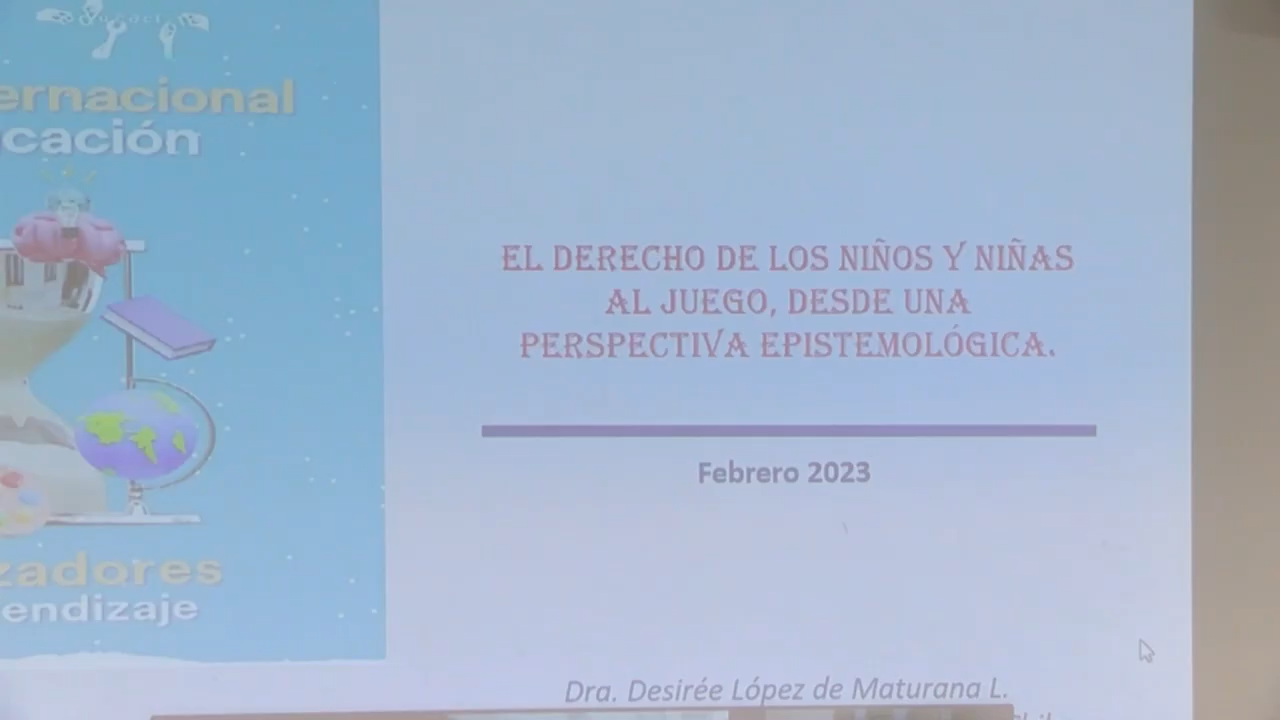 ernacional
cación
zadores
endizaje
EL DERECHO DE LOS NIÑOS Y NIÑAS
AL JUEGO, DESDE UNA
PERSPECTIVA EPISTEMOLÓGICA.
Febrero 2023
Dra. Desirée López de Maturana L.